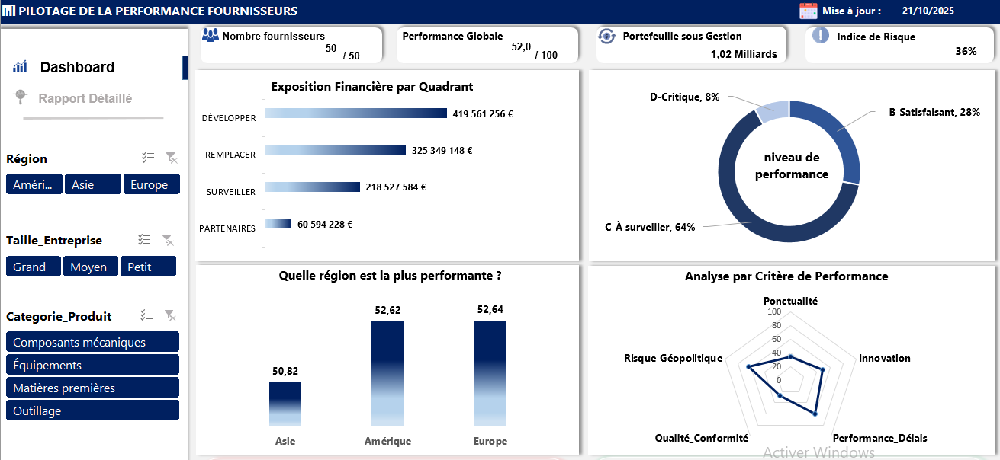 PILOTAGE DE LA PERFORMANCE FOURNISSEURS
Mise à jour : 21/10/2025
Dashboard
Rapport Détaillé
Région
Améri...
Asie
Europe
Taille_Entreprise
Grand
Moyen
Petit
Categorie_Produit
Composants mécaniques
Équipements
Matières premières
Outillage
Nombre fournisseurs
50
/ 50
Performance Globale
52,0
/ 100
Portefeuille sous Gestion
1,02 Milliards
Indice de Risque
36%
Exposition Financière par Quadrant
DÉVELOPPER
419 561 256 €
REMPLACER
325 349 148 €
SURVEILLER
218 527 584 €
PARTENAIRES
60 594 228 €
D-Critique, 8%
B-Satisfaisant, 28%
niveau de
performance
C-À surveiller, 64%
Quelle région est la plus performante ?
50,82
52,62
52,64
Asie
Amérique
Europe
Analyse par Critère de Performance
Ponctualité
100
80
60
40
20
0
Risque_Géopolitique
Innovation
Qualité_Conformité
Performance_Délais
Activer Windows